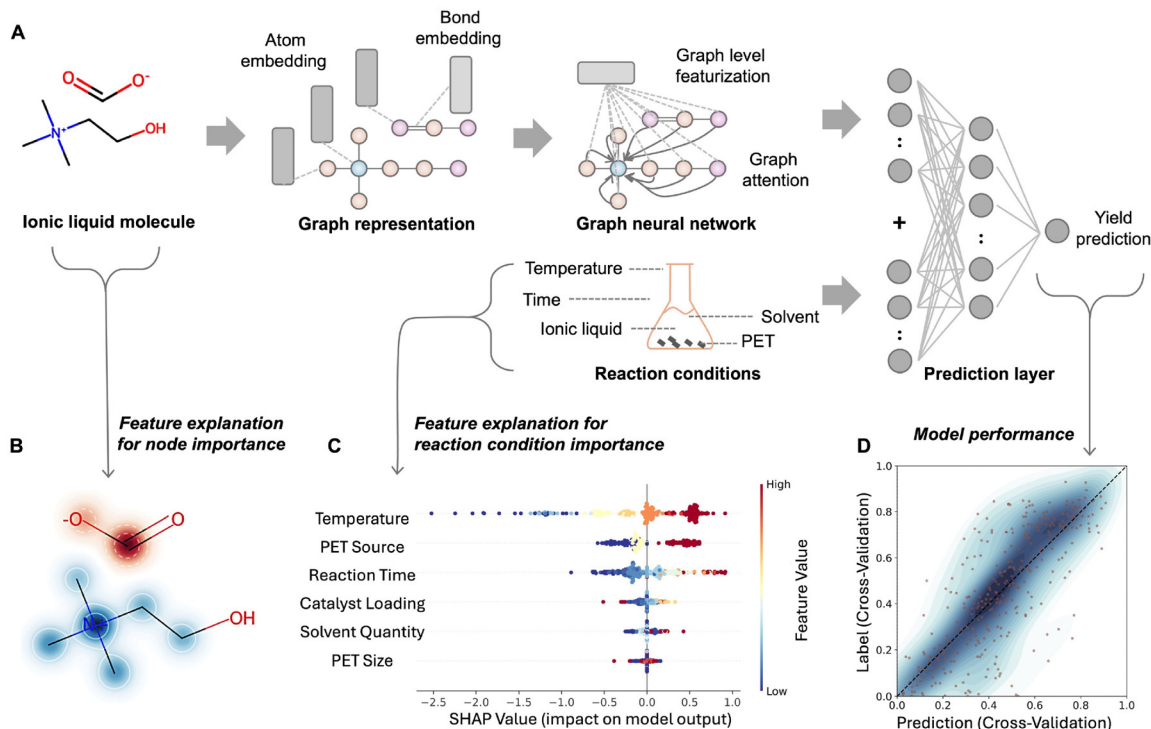 A
O
O-
N+
OH
Ionic liquid molecule
Atom
embedding
Bond
embedding
Graph representation
Graph level
featurization
Graph
attention
Graph neural network
:
+
:
:
Yield
prediction
Temperature
Time
Ionic liquid
Solvent
PET
Reaction conditions
Prediction layer
Feature explanation
for node importance
Feature explanation for
reaction condition importance
Model performance
B
-O
O
OH
C
Temperature
PET Source
Reaction Time
Catalyst Loading
Solvent Quantity
PET Size
-2.5 -2.0 -1.5 -1.0 -0.5 0.0 0.5 1.0
SHAP Value (impact on model output)
High
Feature Value
Low
D
Label (Cross-Validation)
1.0
0.8
0.6
0.4
0.2
0.0
0.0 0.2 0.4 0.6 0.8 1.0
Prediction (Cross-Validation)